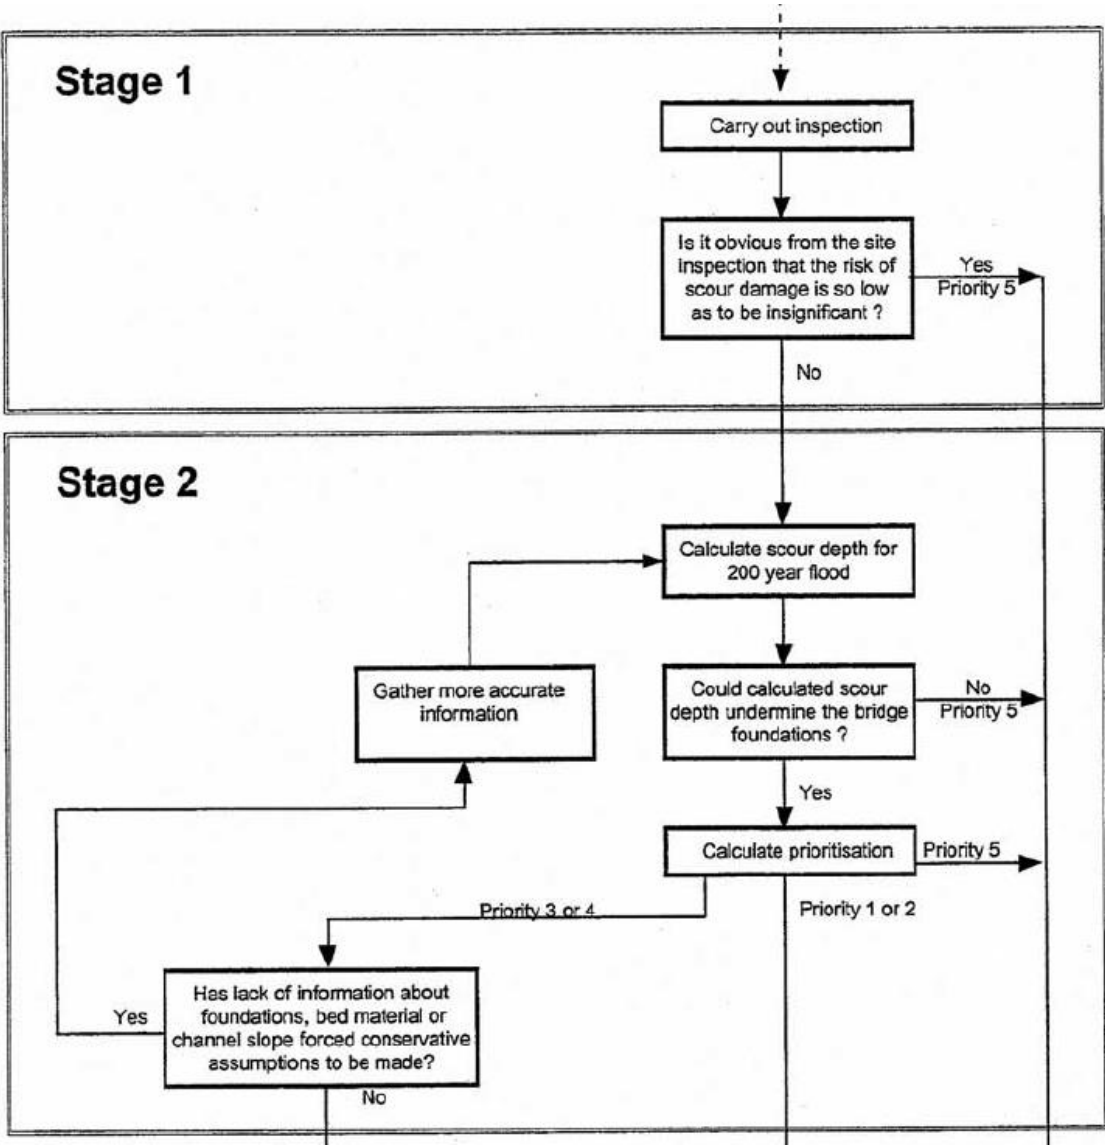 Stage 1
Carry out inspection
Is it obvious from the site
inspection that the risk of
scour damage is so low
as to be insignificant ?
Yes
Priority 5
No
Stage 2
Calculate scour depth for
200 year flood
Gather more accurate
information
Could calculated scour
depth undermine the bridge
foundations ?
No
Priority 5
Yes
Calculate prioritisation
Priority 5
Priority 3 or 4
Priority 1 or 2
Has lack of information about
foundations, bed material or
channel slope forced conservative
assumptions to be made?
Yes
No